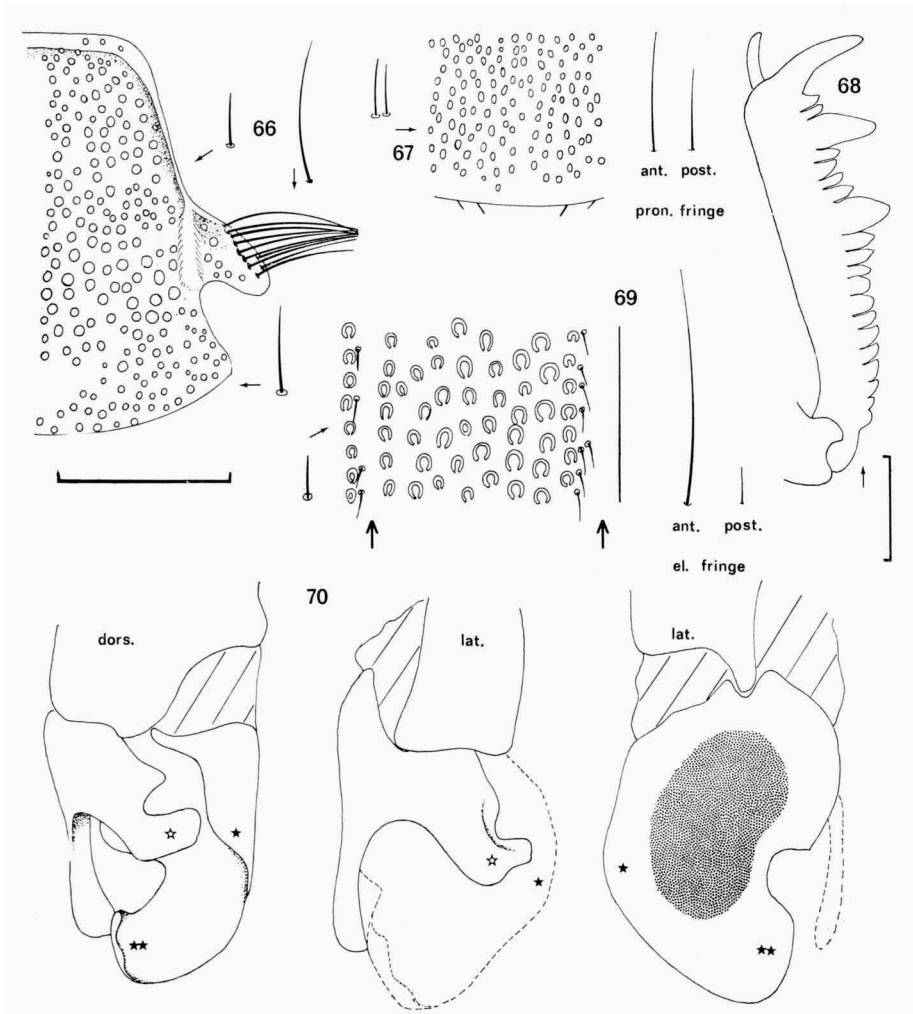 66
67
68
ant. post.
pron. fringe
69
ant. post.
el. fringe
70
dors.
lat.
lat.